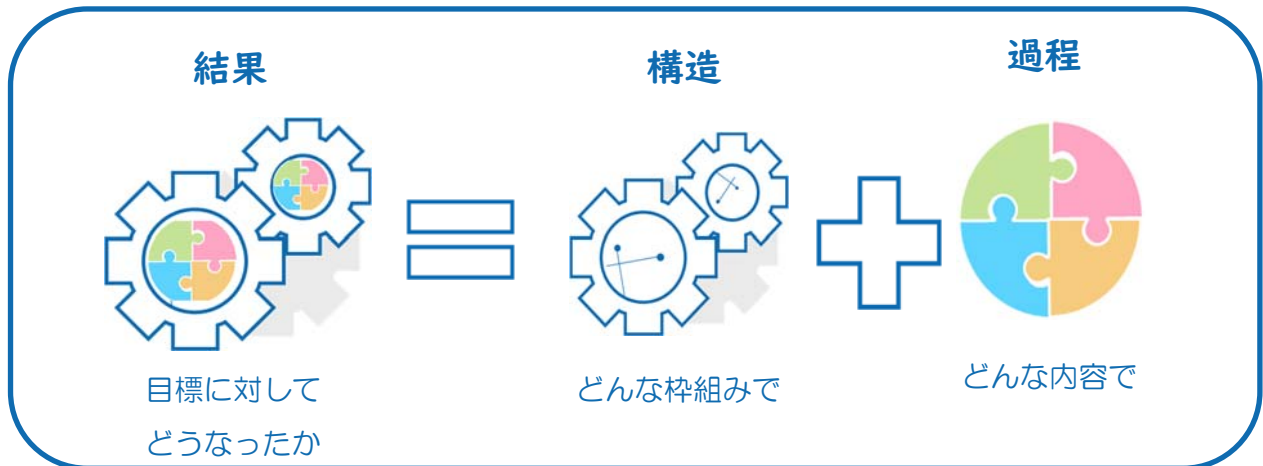 結果
構造
過程
目標に対して
どうなったか
どんな枠組みで
どんな内容で